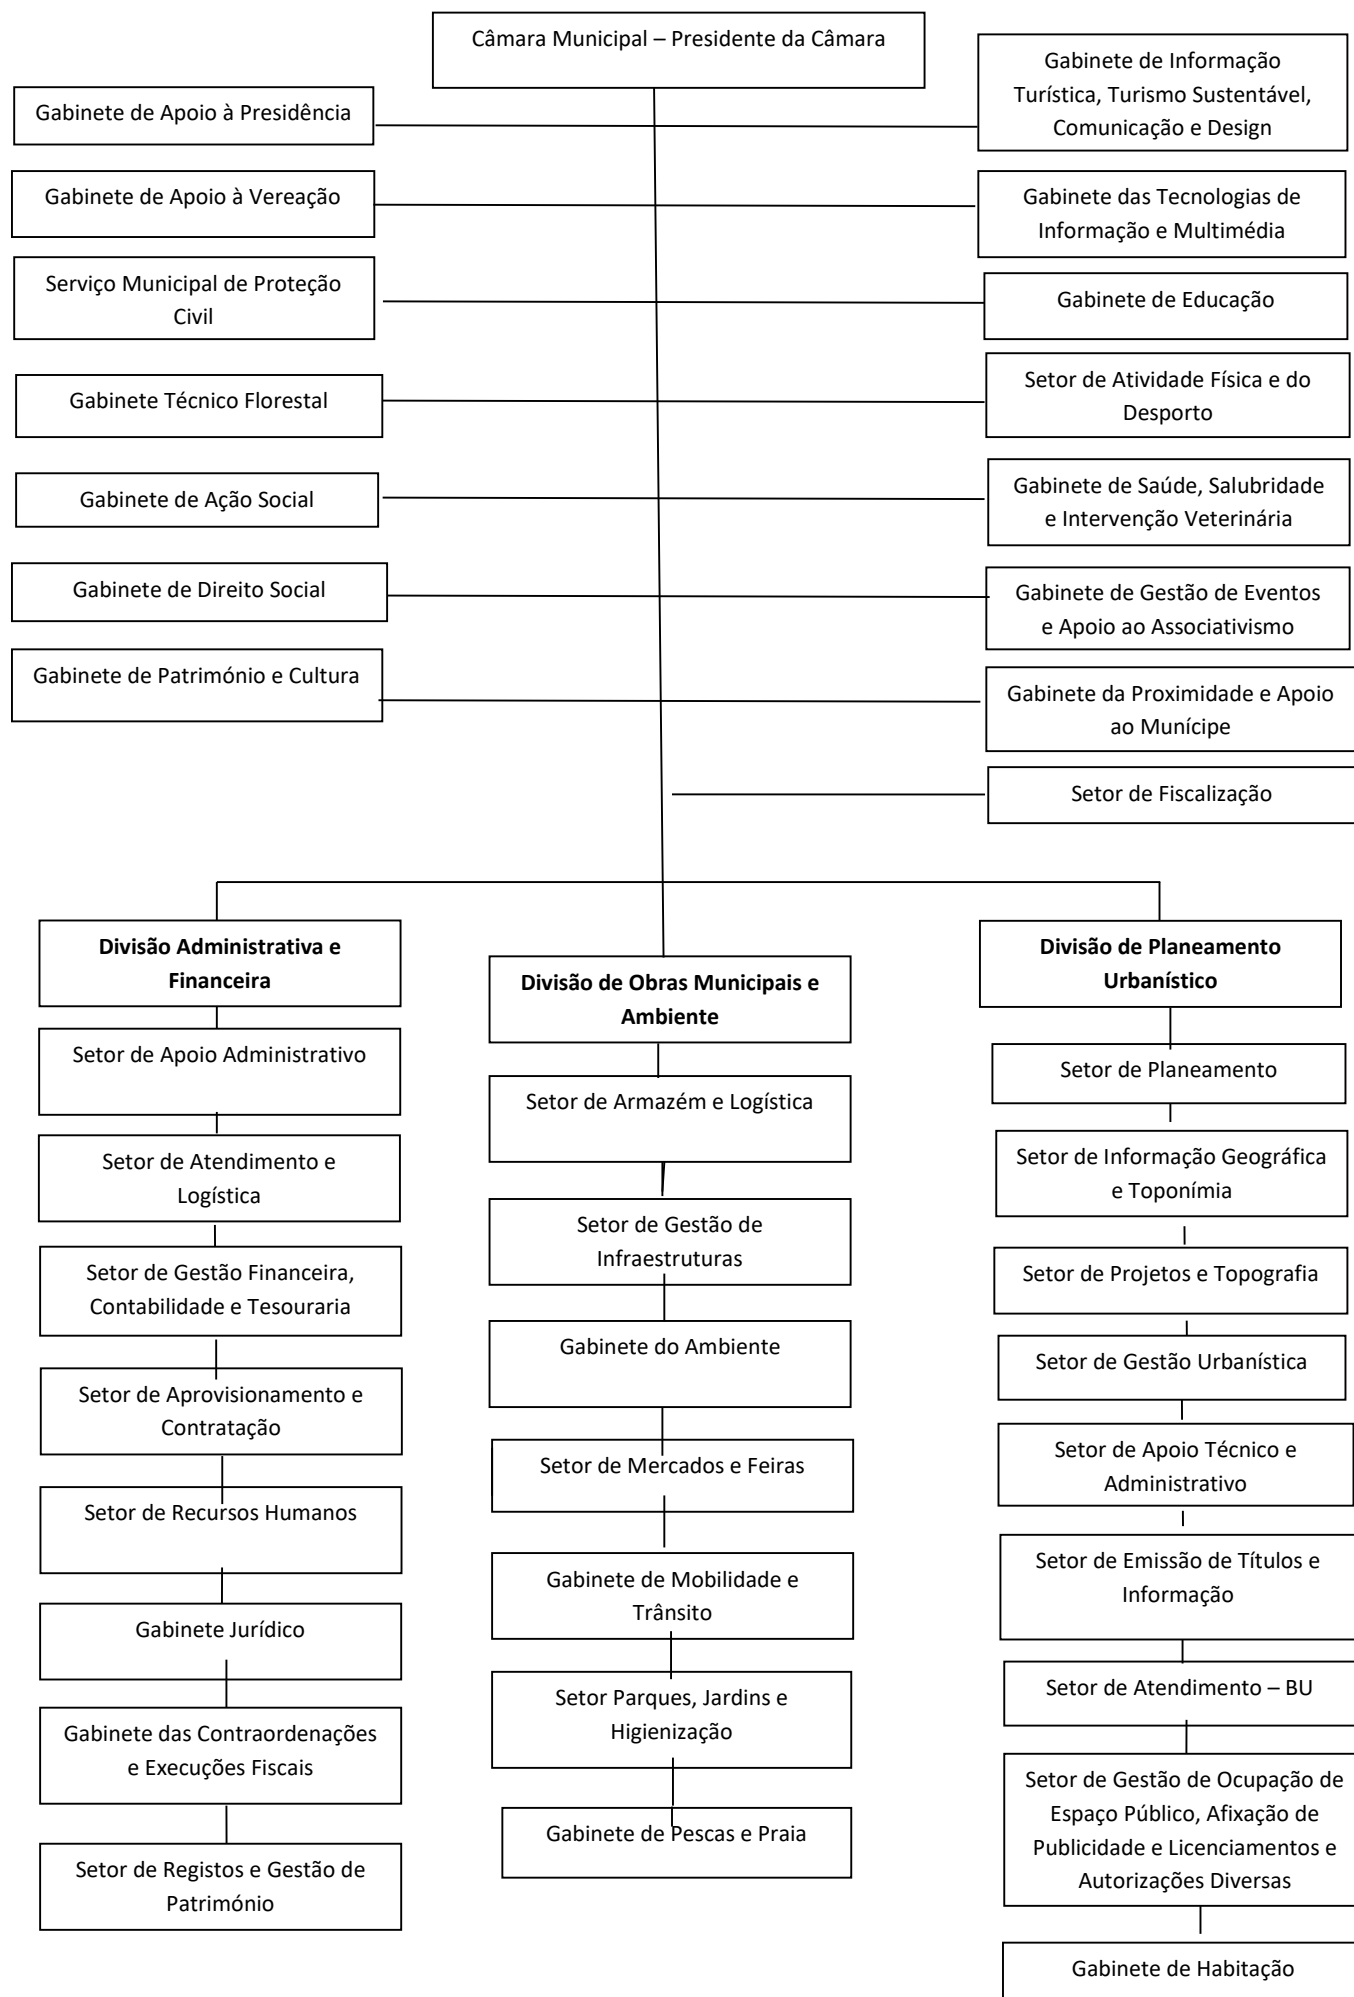 Câmara Municipal – Presidente da Câmara
Gabinete de Apoio à Presidência
Gabinete de Informação
Turística, Turismo Sustentável,
Comunicação e Design
Gabinete de Apoio à Vereação
Gabinete das Tecnologias de
Informação e Multimédia
Serviço Municipal de Proteção
Civil
Gabinete de Educação
Gabinete Técnico Florestal
Setor de Atividade Física e do
Desporto
Gabinete de Ação Social
Gabinete de Saúde, Salubridade
e Intervenção Veterinária
Gabinete de Direito Social
Gabinete de Gestão de Eventos
e Apoio ao Associativismo
Gabinete de Património e Cultura
Gabinete da Proximidade e Apoio
ao Munícipe
Setor de Fiscalização
Divisão Administrativa e
Financeira
Setor de Apoio Administrativo
Setor de Atendimento e
Logística
Setor de Gestão Financeira,
Contabilidade e Tesouraria
Setor de Aprovisionamento e
Contratação
Setor de Recursos Humanos
Gabinete Jurídico
Gabinete das Contraordenações
e Execuções Fiscais
Setor de Registos e Gestão de
Património
Divisão de Obras Municipais e
Ambiente
Setor de Armazém e Logística
Setor de Gestão de
Infraestruturas
Gabinete do Ambiente
Setor de Mercados e Feiras
Gabinete de Mobilidade e
Trânsito
Setor Parques, Jardins e
Higienização
Gabinete de Pescas e Praia
Divisão de Planeamento
Urbanístico
Setor de Planeamento
Setor de Informação Geográfica
e Toponímia
Setor de Projetos e Topografia
Setor de Gestão Urbanística
Setor de Apoio Técnico e
Administrativo
Setor de Emissão de Títulos e
Informação
Setor de Atendimento – BU
Setor de Gestão de Ocupação de
Espaço Público, Afixação de
Publicidade e Licenciamentos e
Autorizações Diversas
Gabinete de Habitação